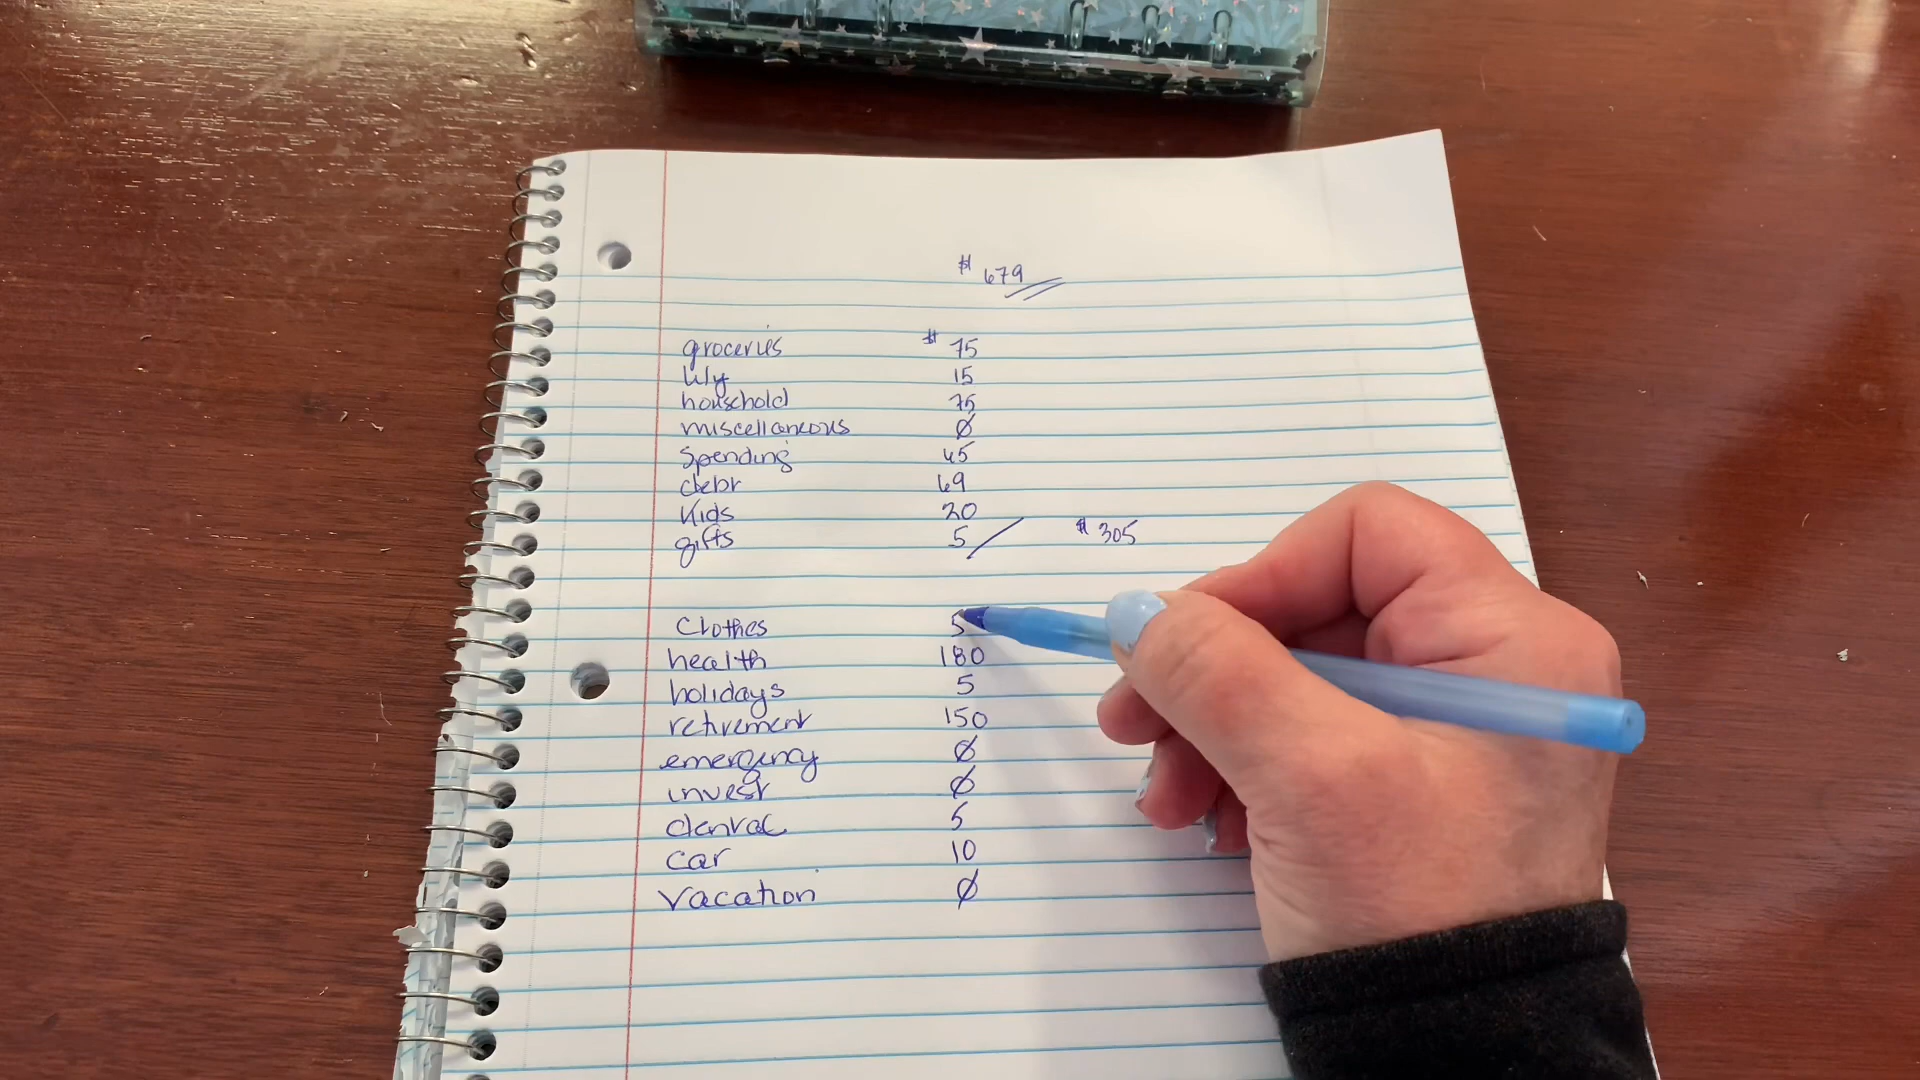 $ 679
groceries $ 75
lily 15
household 75
miscellaneous Ø
Spending 45
debt 69
Kids 20
gifts 5 / $ 305
Clothes 5
health 180
holidays 5
retirement 150
emergency Ø
invest Ø
dental 5
car 10
Vacation Ø